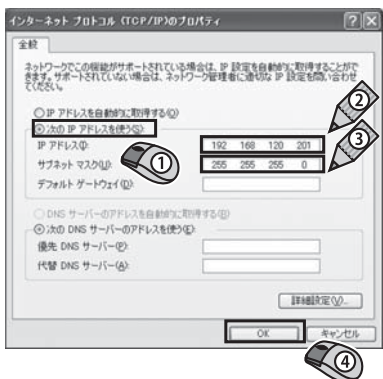 インターネット プロトコル (TCP/IP)のプロパティ
全般
ネットワークでこの機能がサポートされている場合は、IP 設定を自動的に取得することがで
きます。サポートされていない場合は、ネットワーク管理者に適切な IP 設定を問い合わせ
てください。
IP アドレスを自動的に取得する(O)
次の IP アドレスを使う(S):
②
IP アドレス(I):
192 168 120 201
③
サブネット マスク(U):
①
255 255 255 0
デフォルト ゲートウェイ(D):
DNS サーバーのアドレスを自動的に取得する(B)
次の DNS サーバーのアドレスを使う(E):
優先 DNS サーバー(P):
代替 DNS サーバー(A):
詳細設定(V)...
OK
キャンセル
④